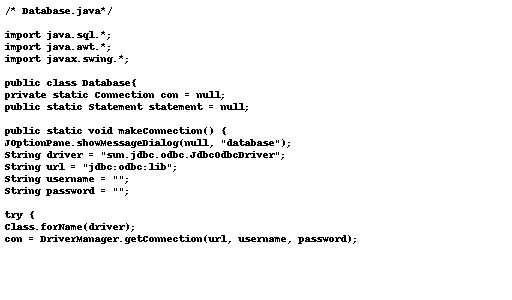 /* Database.java*/
import java.sql.*;
import java.awt.*;
import javax.swing.*;
public class Database{
private static Connection con = null;
public static Statement statement = null;
public static void makeConnection() {
JOptionPane.showMessageDialog(null, "database");
String driver = "sun.jdbc.odbc.JdbcOdbcDriver";
String url = "jdbc:odbc:lib";
String username = "";
String password = "";
try {
Class.forName(driver);
con = DriverManager.getConnection(url, username, password);